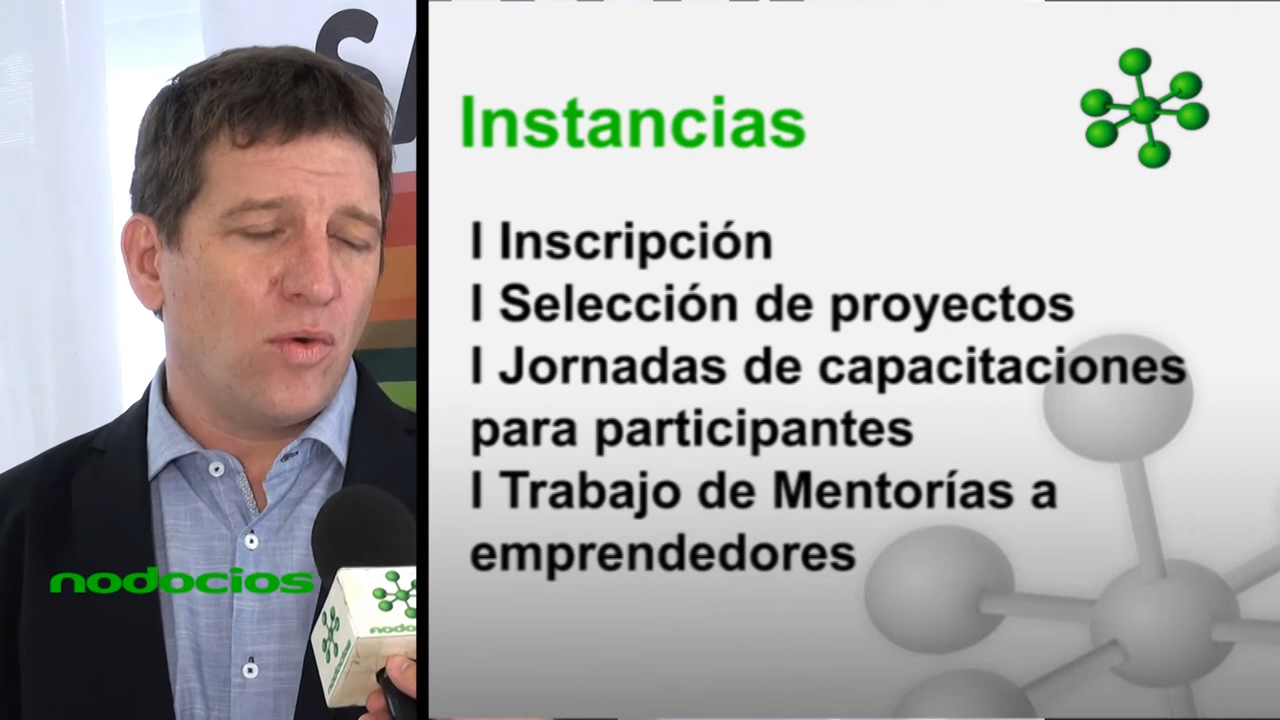 Instancias
I Inscripción
I Selección de proyectos
I Jornadas de capacitaciones
para participantes
I Trabajo de Mentorías a
emprendedores
nodocios